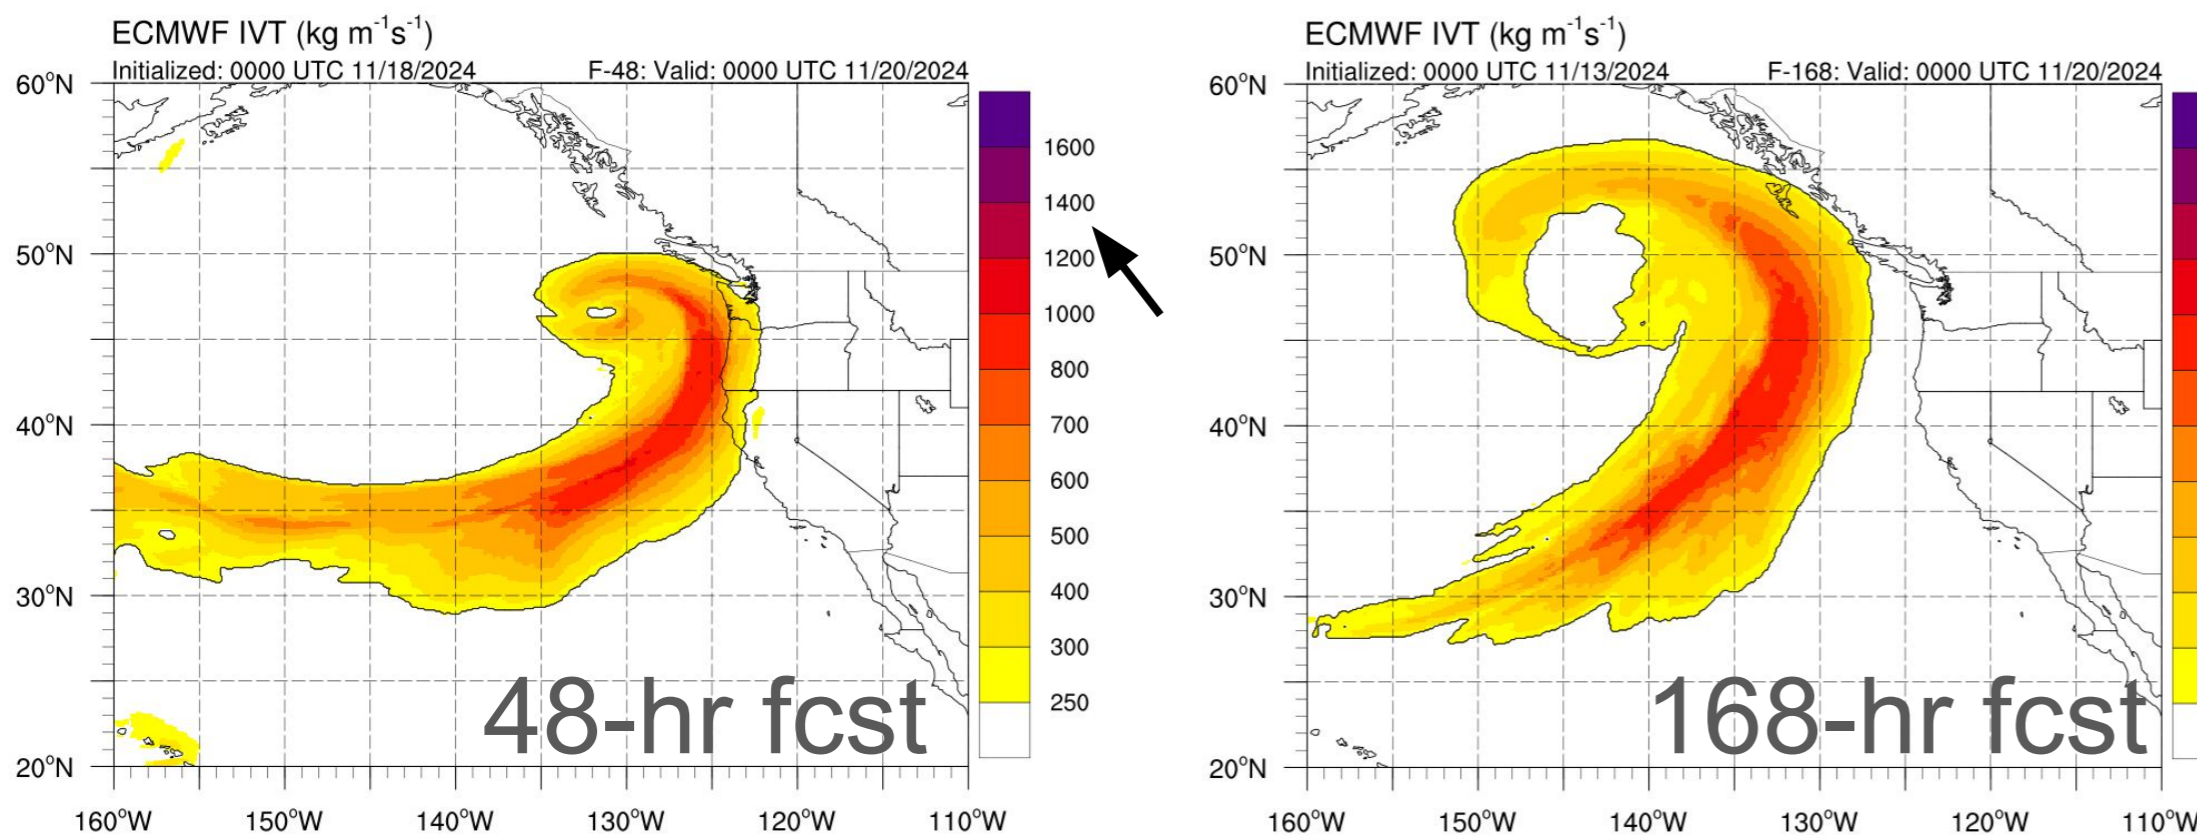 ECMWF IVT (kg m⁻¹s⁻¹)
Initialized: 0000 UTC 11/18/2024 F-48: Valid: 0000 UTC 11/20/2024
60°N
50°N
40°N
30°N
20°N
160°W 150°W 140°W 130°W 120°W 110°W
1600
1400
1200
1000
800
700
600
500
400
300
250
48-hr fcst
ECMWF IVT (kg m⁻¹s⁻¹)
Initialized: 0000 UTC 11/13/2024 F-168: Valid: 0000 UTC 11/20/2024
60°N
50°N
40°N
30°N
20°N
160°W 150°W 140°W 130°W 120°W 110°W
168-hr fcst